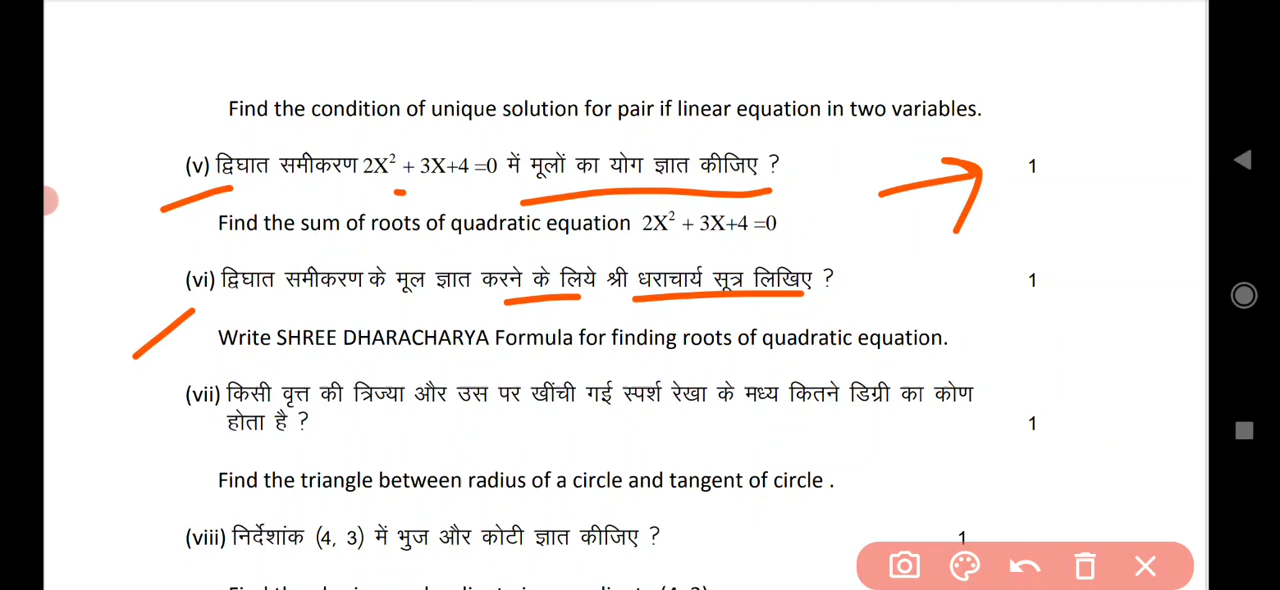 Find the condition of unique solution for pair if linear equation in two variables.
(v) द्विघात समीकरण 2X² + 3X+4 =0 में मूलों का योग ज्ञात कीजिए ? 1
Find the sum of roots of quadratic equation 2X² + 3X+4 =0
(vi) द्विघात समीकरण के मूल ज्ञात करने के लिये श्री धराचार्य सूत्र लिखिए ? 1
Write SHREE DHARACHARYA Formula for finding roots of quadratic equation.
(vii) किसी वृत्त की त्रिज्या और उस पर खींची गई स्पर्श रेखा के मध्य कितने डिग्री का कोण
होता है ? 1
Find the triangle between radius of a circle and tangent of circle .
(viii) निर्देशांक (4, 3) में भुज और कोटी ज्ञात कीजिए ? 1